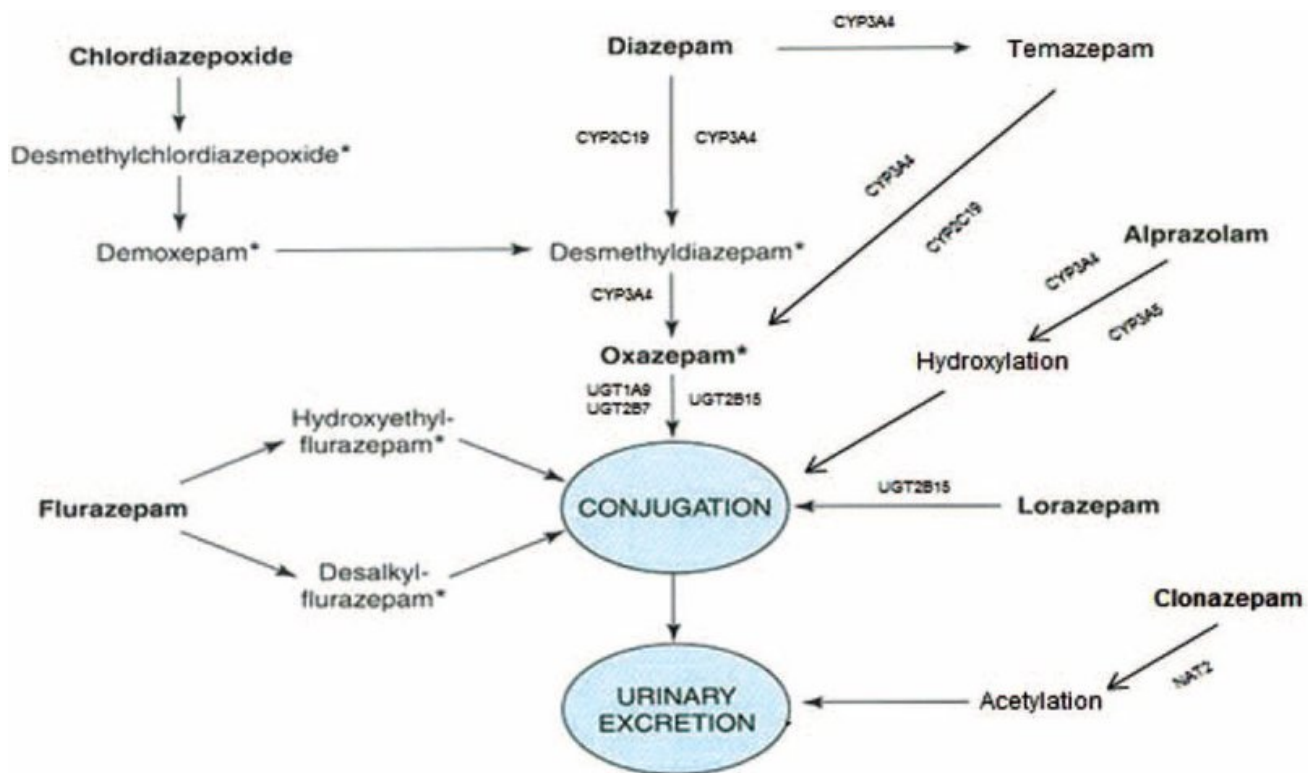 CYP3A4
Diazepam
Temazepam
Chlordiazepoxide
CYP2C19
CYP3A4
Desmethylchlordiazepoxide*
CYP3A4
CYP2C19
Demoxepam*
Desmethyldiazepam*
Alprazolam
CYP3A4
CYP3A4
CYP3A5
Oxazepam*
Hydroxylation
UGT1A9
UGT2B7
UGT2B15
Hydroxyethyl-
flurazepam*
Flurazepam
CONJUGATION
UGT2B15
Lorazepam
Desalkyl-
flurazepam*
Clonazepam
NAT2
Acetylation
URINARY
EXCRETION